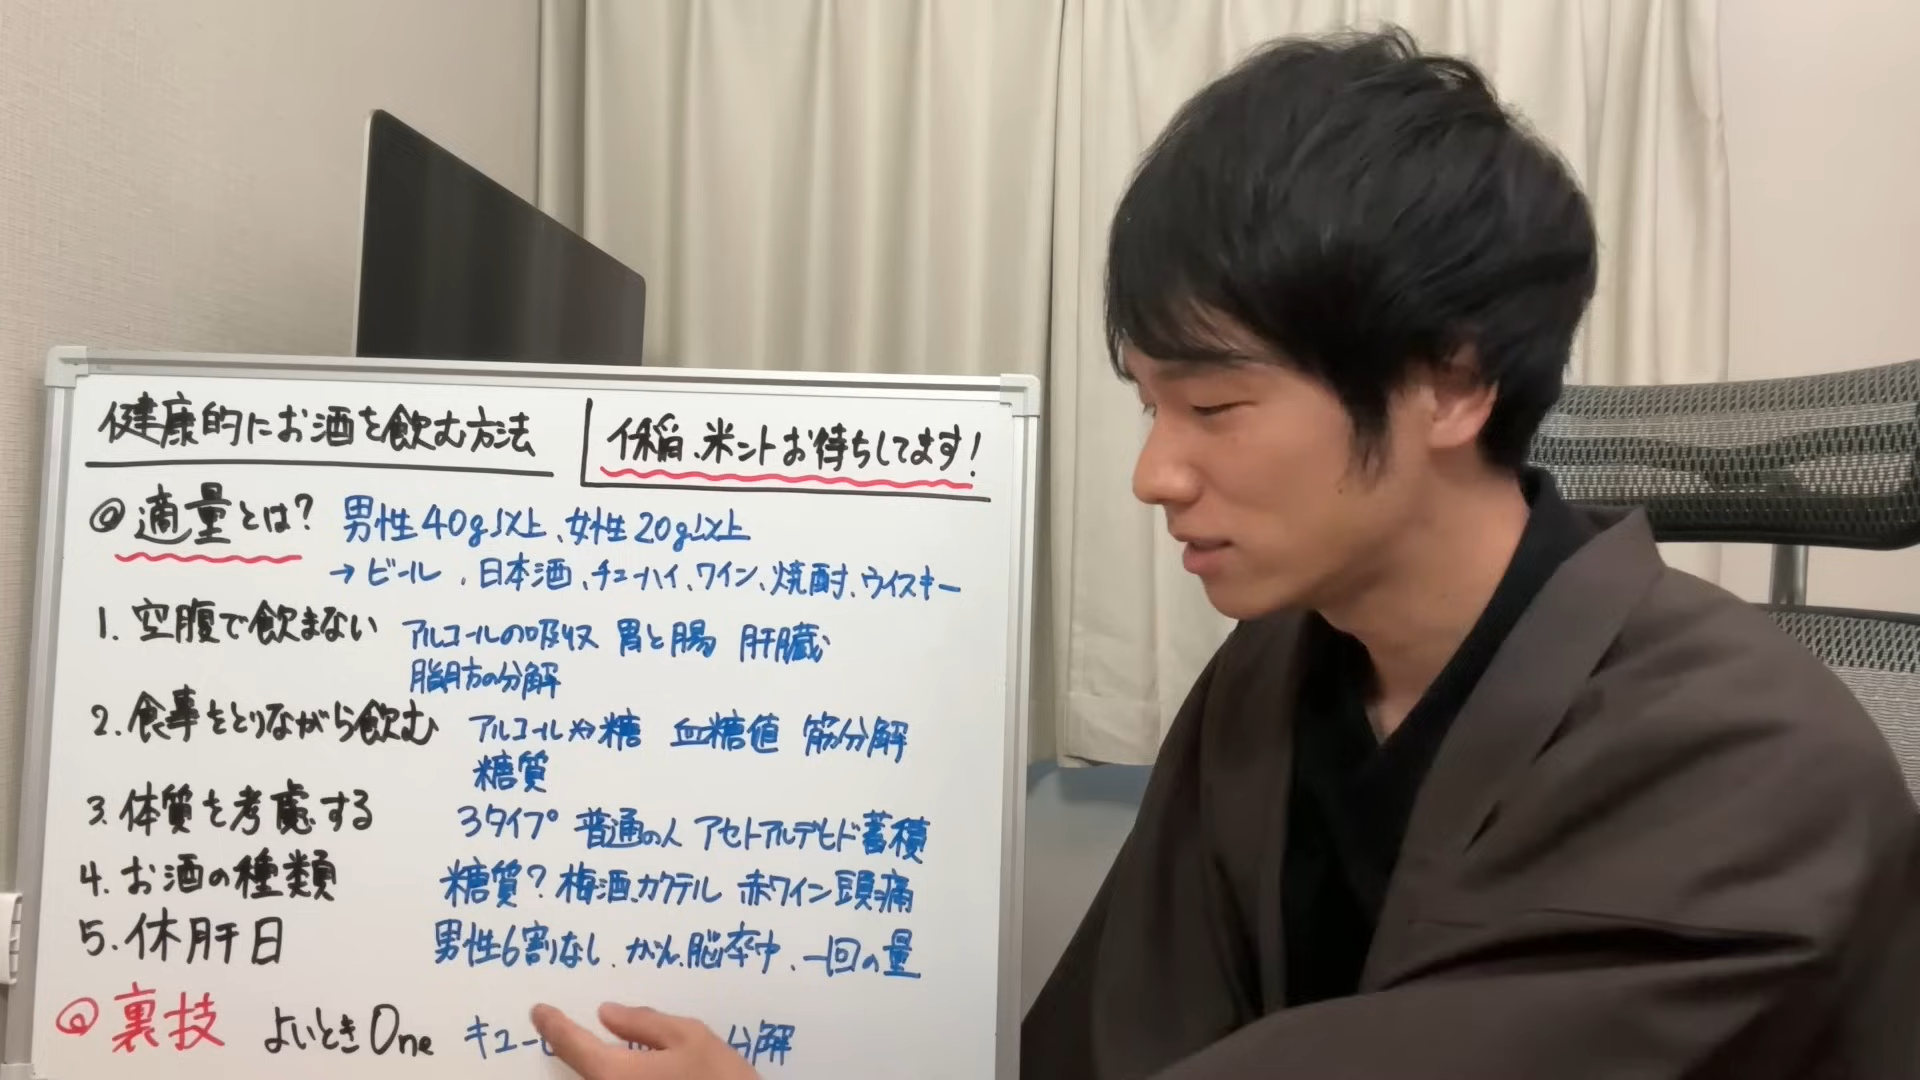 健康的にお酒を飲む方法
稲、米ントお待ちしてます!
◎適量とは? 男性40g以上、女性20g以上
→ビール、日本酒、チューハイ、ワイン、焼酎、ウイスキー
1. 空腹で飲まない アルコールの吸収 胃と腸 肝臓
脂肪の分解
2. 食事をとりながら飲む アルコールや糖 血糖値 筋分解
糖質
3. 体質を考慮する 3タイプ 普通の人 アセトアルデヒド蓄積
4. お酒の種類 糖質? 梅酒、カクテル 赤ワイン頭痛
5. 休肝日 男性6割なし、がん、脳卒中、一回の量
◎裏技 よいときOne キュー 分解